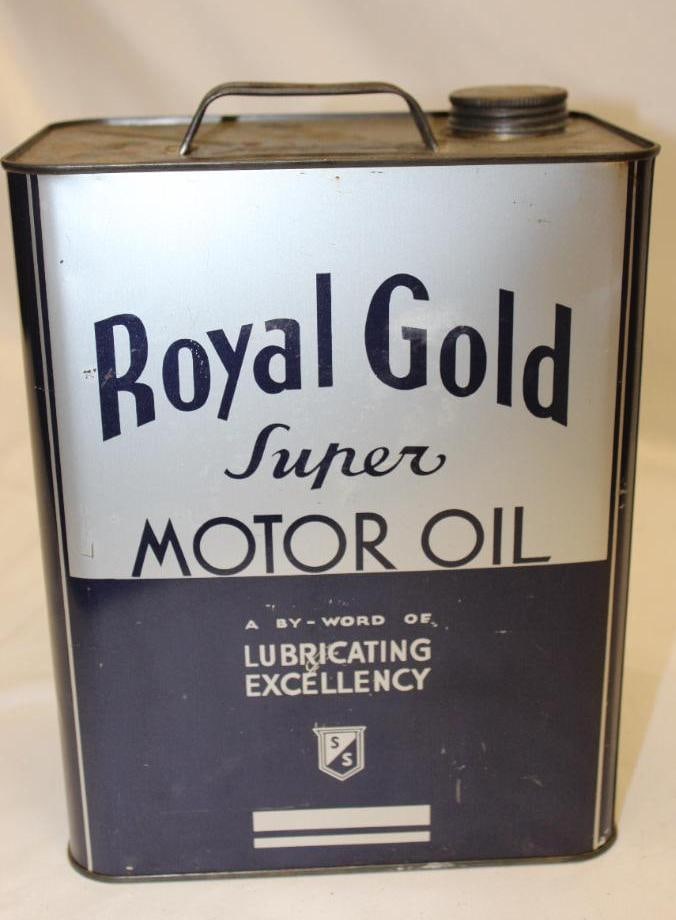 Royal Gold
Super
MOTOR OIL
A BY-WORD OF
LUBRICATING
EXCELLENCY
S
S